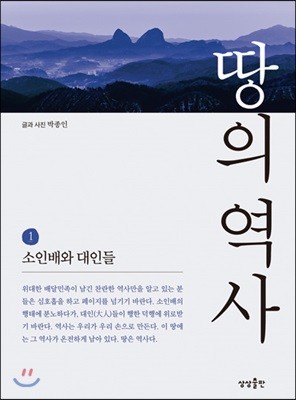 땅의 역사
글과 사진 박종인
1
소인배와 대인들
위대한 배달민족이 남긴 찬란한 역사만을 알고 있는 분
들은 심호흡을 하고 페이지를 넘기기 바란다. 소인배의
행태에 분노하다가, 대인(大人)들이 행한 덕행에 위로받
기 바란다. 역사는 우리가 우리 손으로 만든다. 이 땅에
는 그 역사가 온전하게 남아 있다. 땅은 역사다.
상상출판
yes24